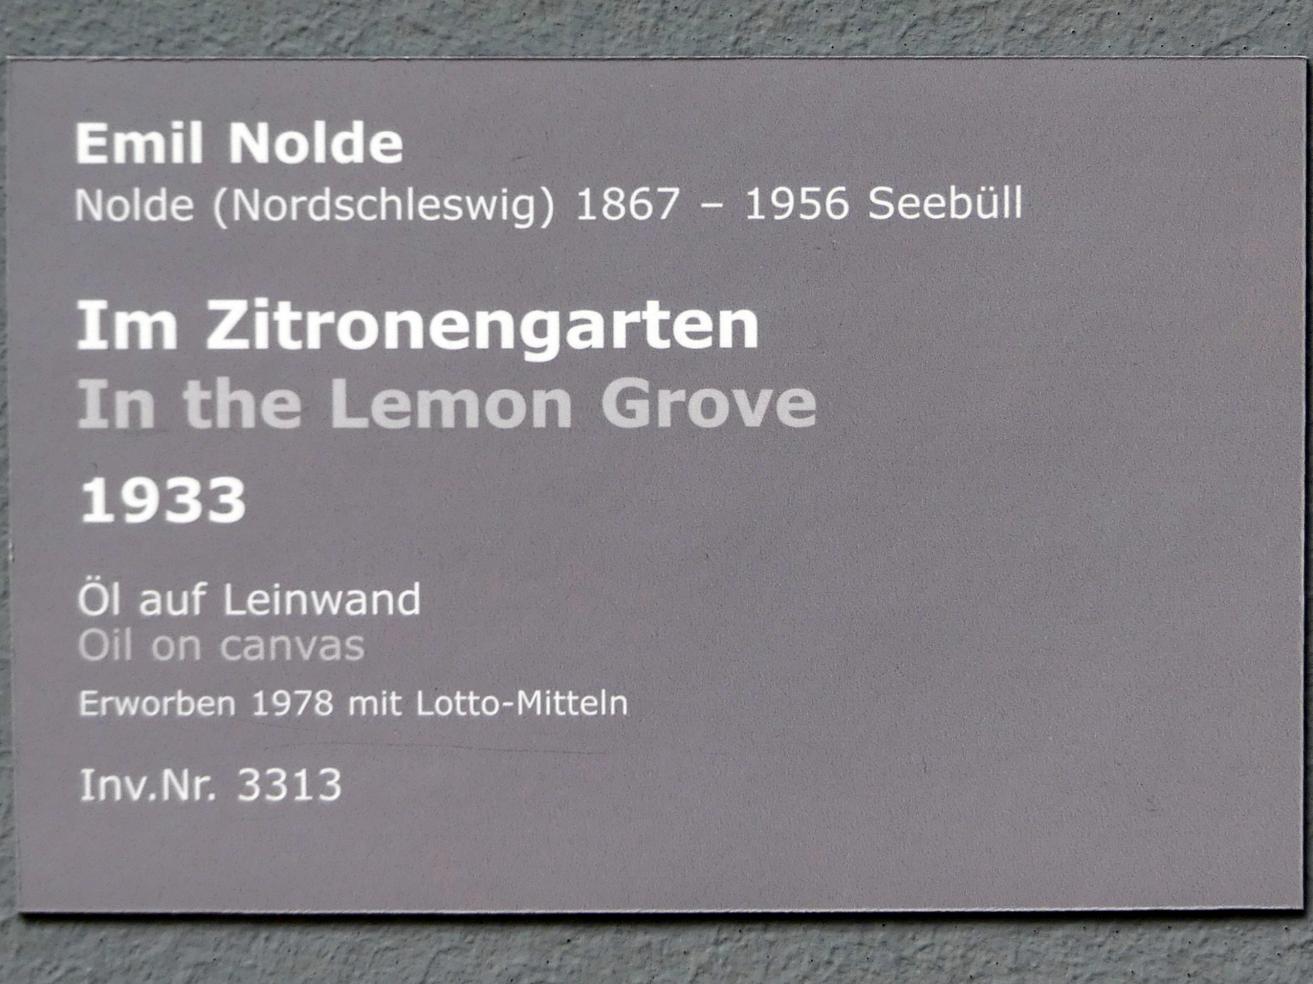 Emil Nolde
Nolde (Nordschleswig) 1867 – 1956 Seebüll
Im Zitronengarten
In the Lemon Grove
1933
Öl auf Leinwand
Oil on canvas
Erworben 1978 mit Lotto-Mitteln
Inv.Nr. 3313